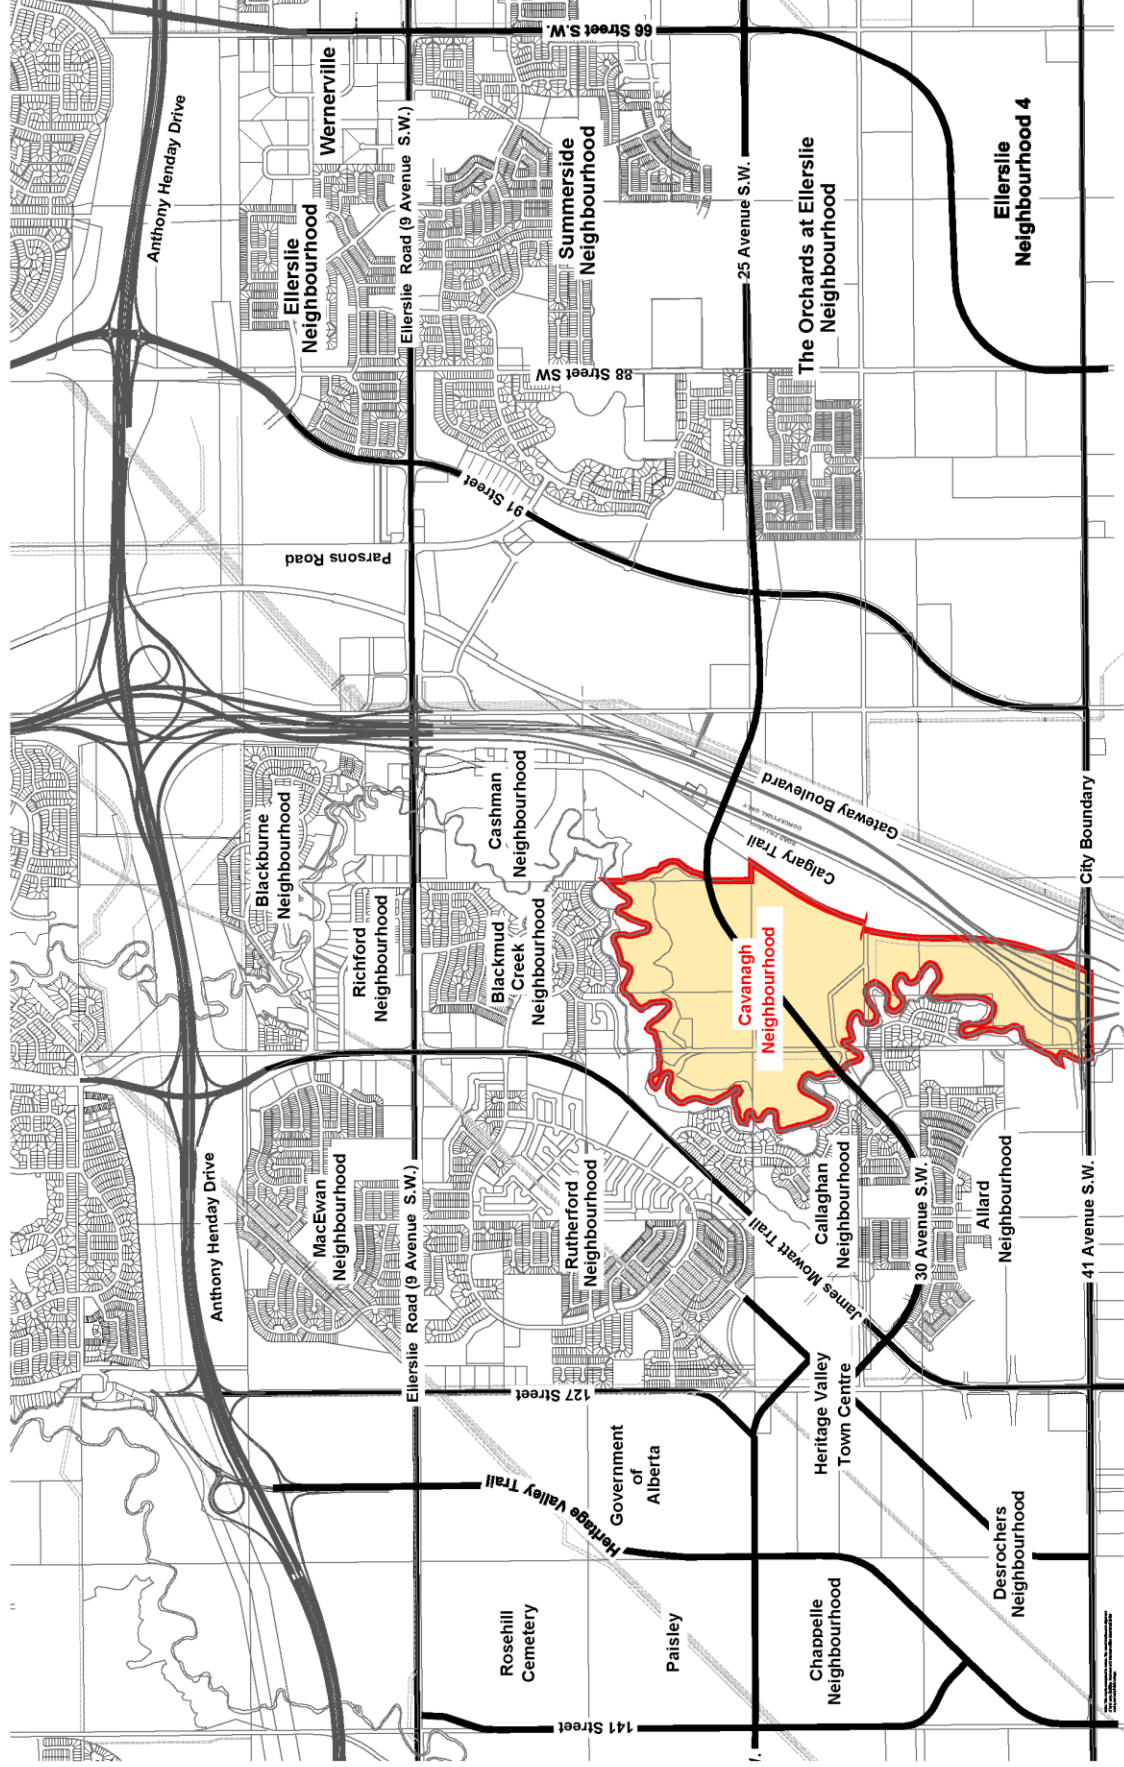 66 Street S.W.
Anthony Henday Drive
Wernerville
Ellerslie
Neighbourhood
Ellerslie Road (9 Avenue S.W.)
Summerside
Neighbourhood
25 Avenue S.W.
The Orchards at Ellerslie
Neighbourhood
Ellerslie
Neighbourhood 4
88 Street SW
91 Street
Parsons Road
Blackburne
Neighbourhood
Cashman
Neighbourhood
Gateway Boulevard
Calgary Trail
CONCEPTUAL ONLY
City Boundary
Richford
Neighbourhood
Blackmud
Creek
Neighbourhood
Cavanagh
Neighbourhood
Anthony Henday Drive
MacEwan
Neighbourhood
Ellerslie Road (9 Avenue S.W.)
Rutherford
Neighbourhood
James Mowatt Trail
Callaghan
Neighbourhood
30 Avenue S.W.
Allard
Neighbourhood
41 Avenue S.W.
127 Street
Heritage Valley
Town Centre
Government
of
Alberta
Heritage Valley Trail
Desrochers
Neighbourhood
Rosehill
Cemetery
Paisley
Chappelle
Neighbourhood
141 Street